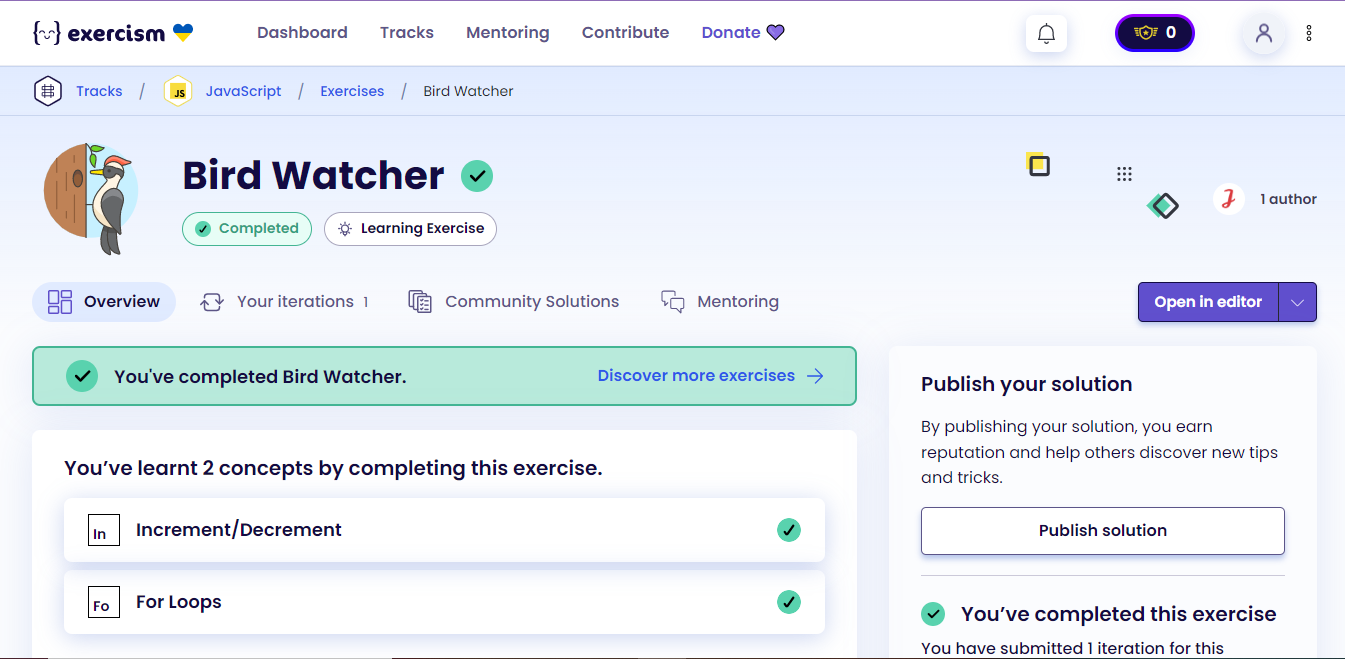 exercism
Dashboard
Tracks
Mentoring
Contribute
Donate
0
Tracks / JS JavaScript / Exercises / Bird Watcher
Bird Watcher
Completed
Learning Exercise
1 author
Overview
Your iterations 1
Community Solutions
Mentoring
Open in editor
You've completed Bird Watcher.
Discover more exercises
You’ve learnt 2 concepts by completing this exercise.
In Increment/Decrement
Fo For Loops
Publish your solution
By publishing your solution, you earn
reputation and help others discover new tips
and tricks.
Publish solution
You’ve completed this exercise
You have submitted 1 iteration for this